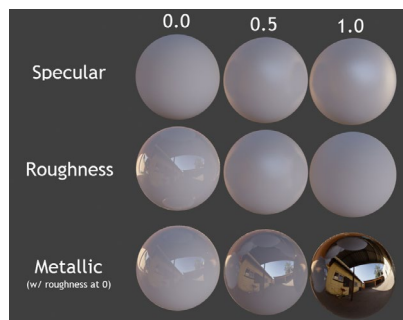 0.0 0.5 1.0
Specular
Roughness
Metallic
(w/ roughness at 0)